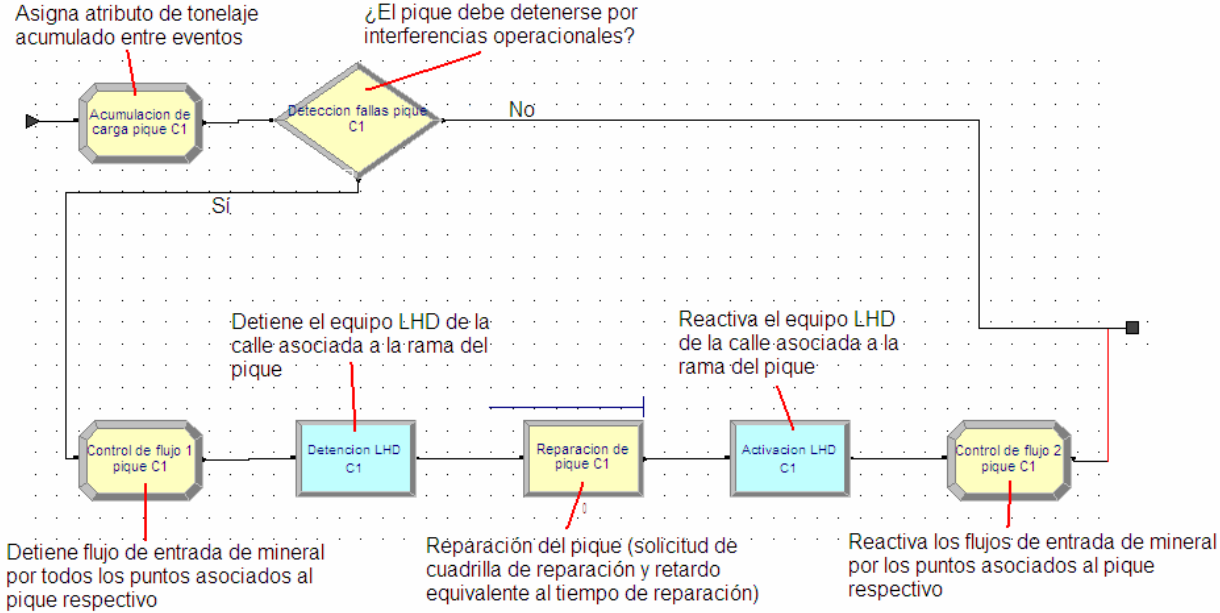 Asigna atributo de tonelaje
acumulado entre eventos
¿El pique debe detenerse por
interferencias operacionales?
Acumulacion de
carga pique C1
Deteccion fallas pique
C1
No
Sí
Detiene el equipo LHD de la
calle asociada a la rama del
pique
Reactiva el equipo LHD
de la calle asociada a la
rama del pique
Control de flujo 1
pique C1
Detencion LHD
C1
Reparacion de
pique C1
0
Activacion LHD
C1
Control de flujo 2
pique C1
Detiene flujo de entrada de mineral
por todos los puntos asociados al
pique respectivo
Reparación del pique (solicitud de
cuadrilla de reparación y retardo
equivalente al tiempo de reparación)
Reactiva los flujos de entrada de mineral
por los puntos asociados al pique
respectivo